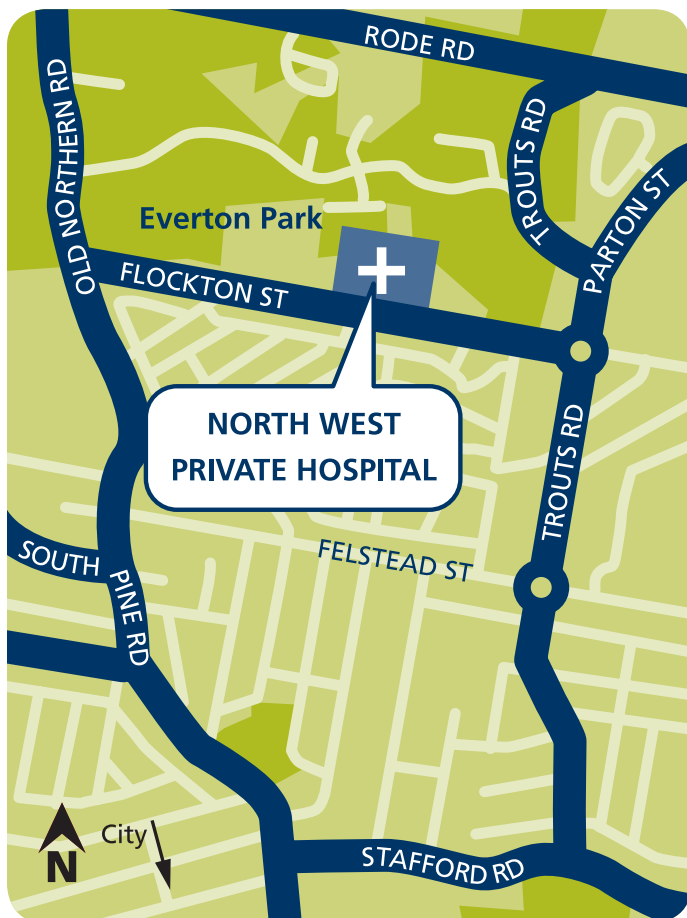 RODE RD
OLD NORTHERN RD
TROUTS RD
PARTON ST
Everton Park
FLOCKTON ST
NORTH WEST
PRIVATE HOSPITAL
TROUTS RD
FELSTEAD ST
SOUTH PINE RD
City
N
STAFFORD RD